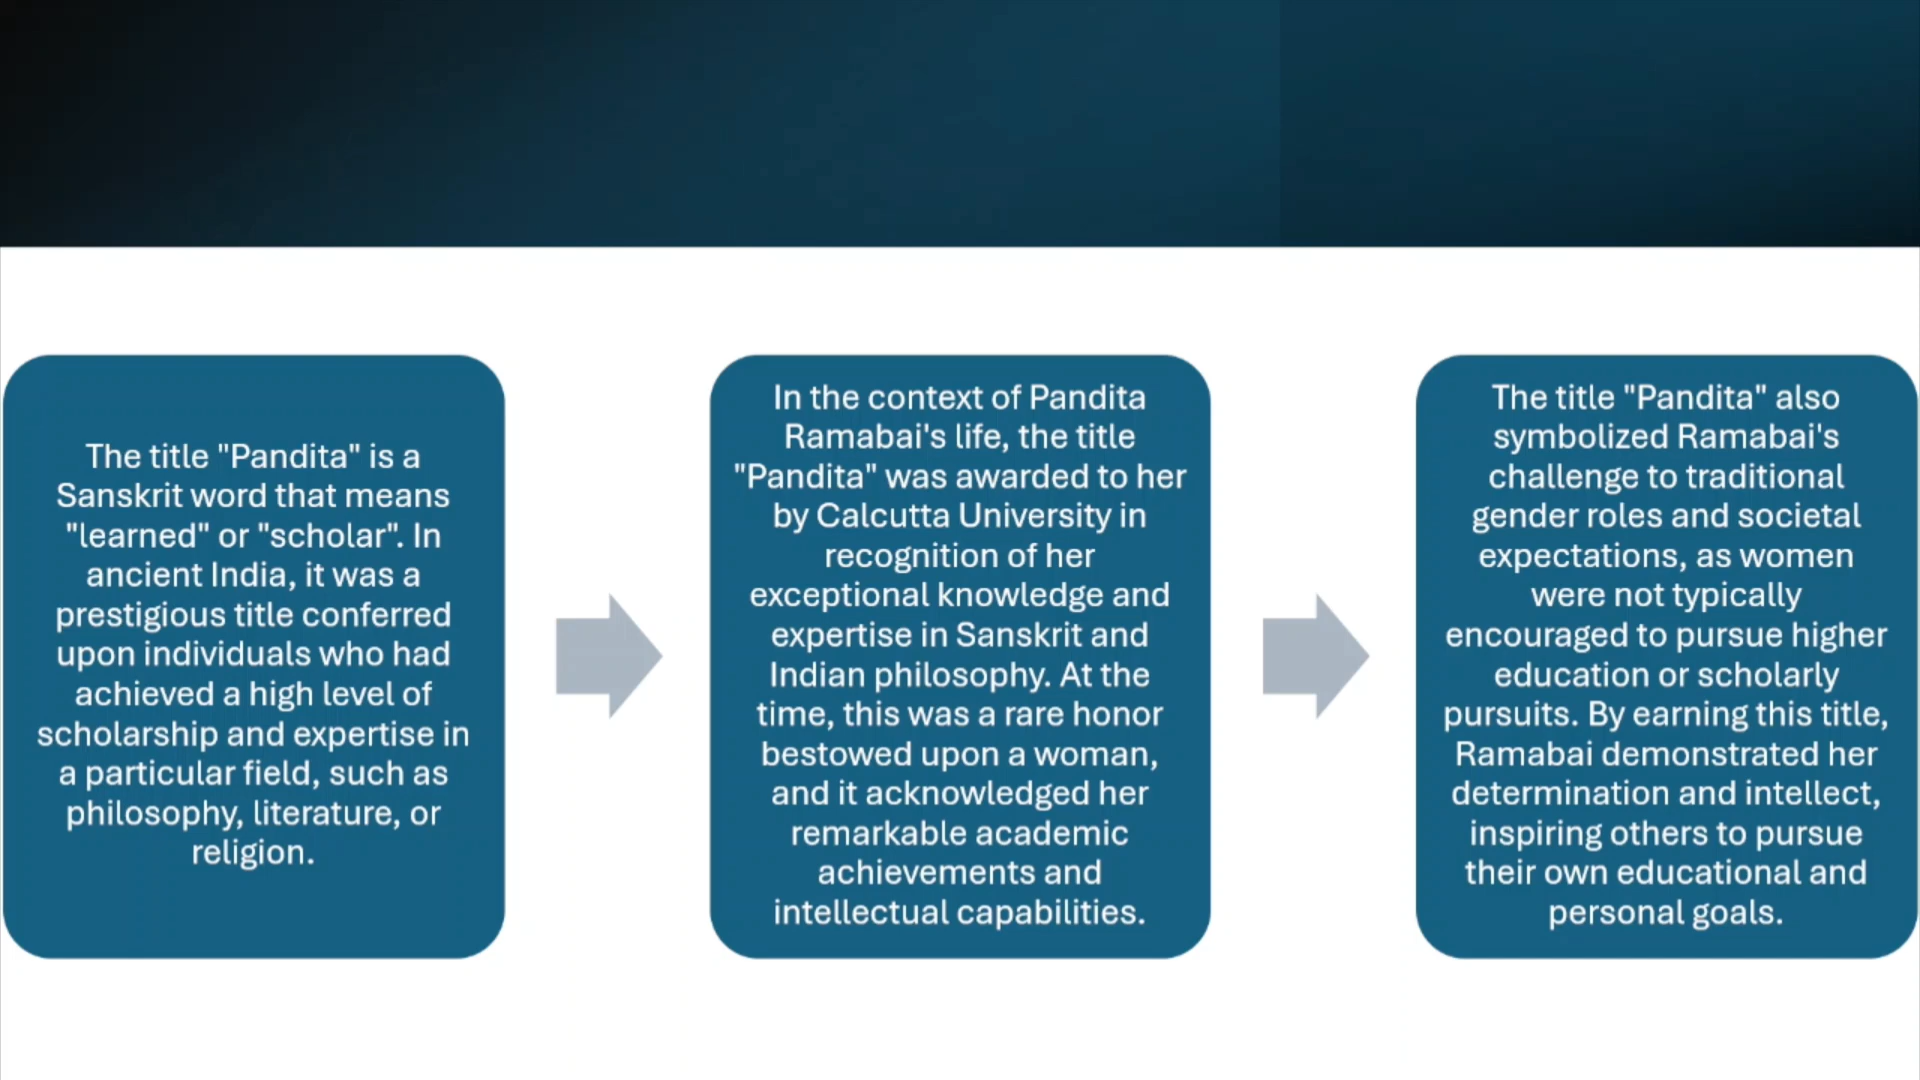 The title "Pandita" is a
Sanskrit word that means
"learned" or "scholar". In
ancient India, it was a
prestigious title conferred
upon individuals who had
achieved a high level of
scholarship and expertise in
a particular field, such as
philosophy, literature, or
religion.
In the context of Pandita
Ramabai's life, the title
"Pandita" was awarded to her
by Calcutta University in
recognition of her
exceptional knowledge and
expertise in Sanskrit and
Indian philosophy. At the
time, this was a rare honor
bestowed upon a woman,
and it acknowledged her
remarkable academic
achievements and
intellectual capabilities.
The title "Pandita" also
symbolized Ramabai's
challenge to traditional
gender roles and societal
expectations, as women
were not typically
encouraged to pursue higher
education or scholarly
pursuits. By earning this title,
Ramabai demonstrated her
determination and intellect,
inspiring others to pursue
their own educational and
personal goals.